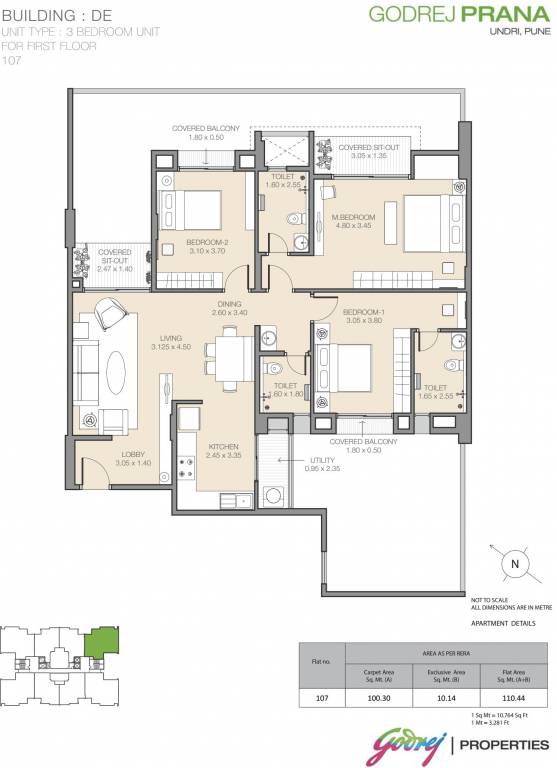 BUILDING : DE
UNIT TYPE : 3 BEDROOM UNIT
FOR FIRST FLOOR
107
GODREJ PRANA
UNDRI, PUNE
COVERED BALCONY
1.80 x 0.50
COVERED SIT-OUT
3.05 x 1.35
TOILET
1.60 x 2.55
M.BEDROOM
4.80 x 3.45
BEDROOM-2
3.10 x 3.70
COVERED
SIT-OUT
2.47 x 1.40
DINING
2.60 x 3.40
BEDROOM-1
3.05 x 3.80
LIVING
3.125 x 4.50
TOILET
1.60 x 1.80
TOILET
1.65 x 2.55
COVERED BALCONY
1.80 x 0.50
KITCHEN
2.45 x 3.35
LOBBY
3.05 x 1.40
UTILITY
0.95 x 2.35
N
NOT TO SCALE
ALL DIMENSIONS ARE IN METRE
APARTMENT DETAILS
Flat no.
AREA AS PER RERA
Carpet Area
Sq. Mt. (A)
Exclusive Area
Sq. Mt. (B)
Flat Area
Sq. Mt. (A+B)
107 100.30 10.14 110.44
1 Sq Mt = 10.764 Sq Ft
1 Mt = 3.281 Ft
Godrej | PROPERTIES